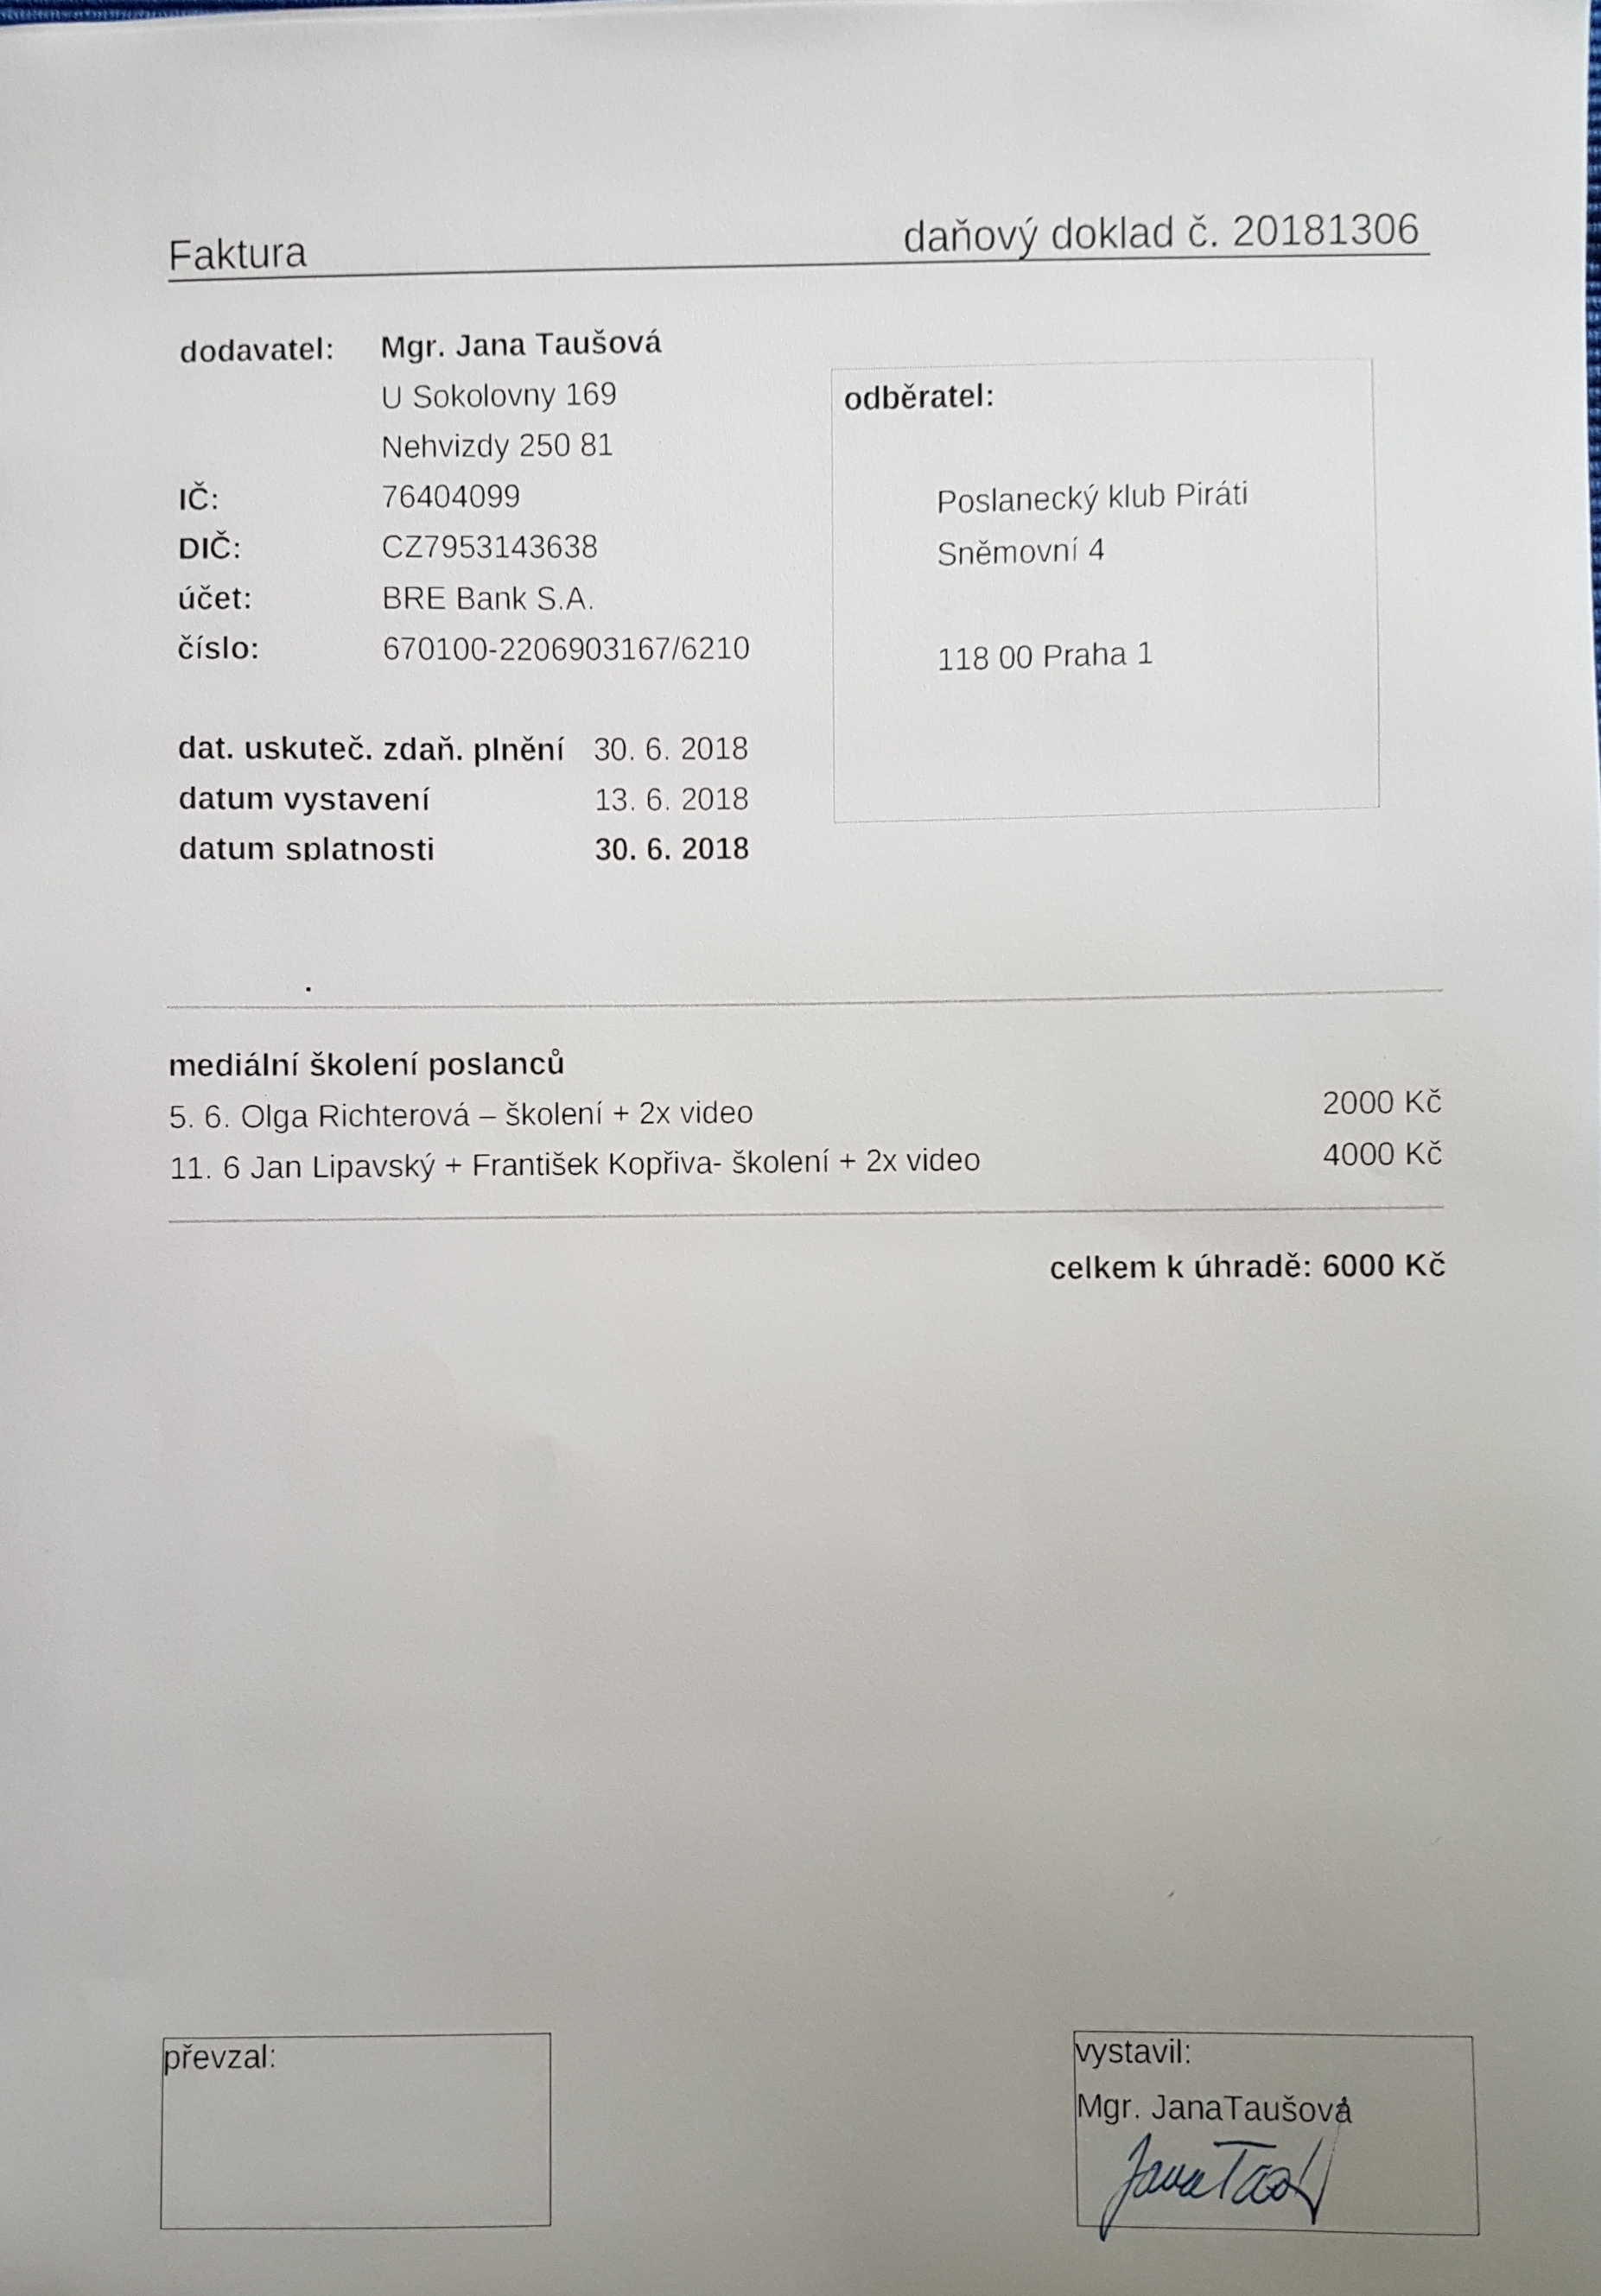 Faktura daňový doklad č. 20181306
dodavatel: Mgr. Jana Taušová
U Sokolovny 169
Nehvizdy 250 81
IČ: 76404099
DIČ: CZ7953143638
účet: BRE Bank S.A.
číslo: 670100-2206903167/6210
odběratel:
Poslanecký klub Piráti
Sněmovní 4
118 00 Praha 1
dat. uskuteč. zdaň. plnění 30. 6. 2018
datum vystavení 13. 6. 2018
datum splatnosti 30. 6. 2018
mediální školení poslanců
5. 6. Olga Richterová – školení + 2x video 2000 Kč
11. 6 Jan Lipavský + František Kopřiva- školení + 2x video 4000 Kč
celkem k úhradě: 6000 Kč
převzal:
vystavil:
Mgr. JanaTaušová